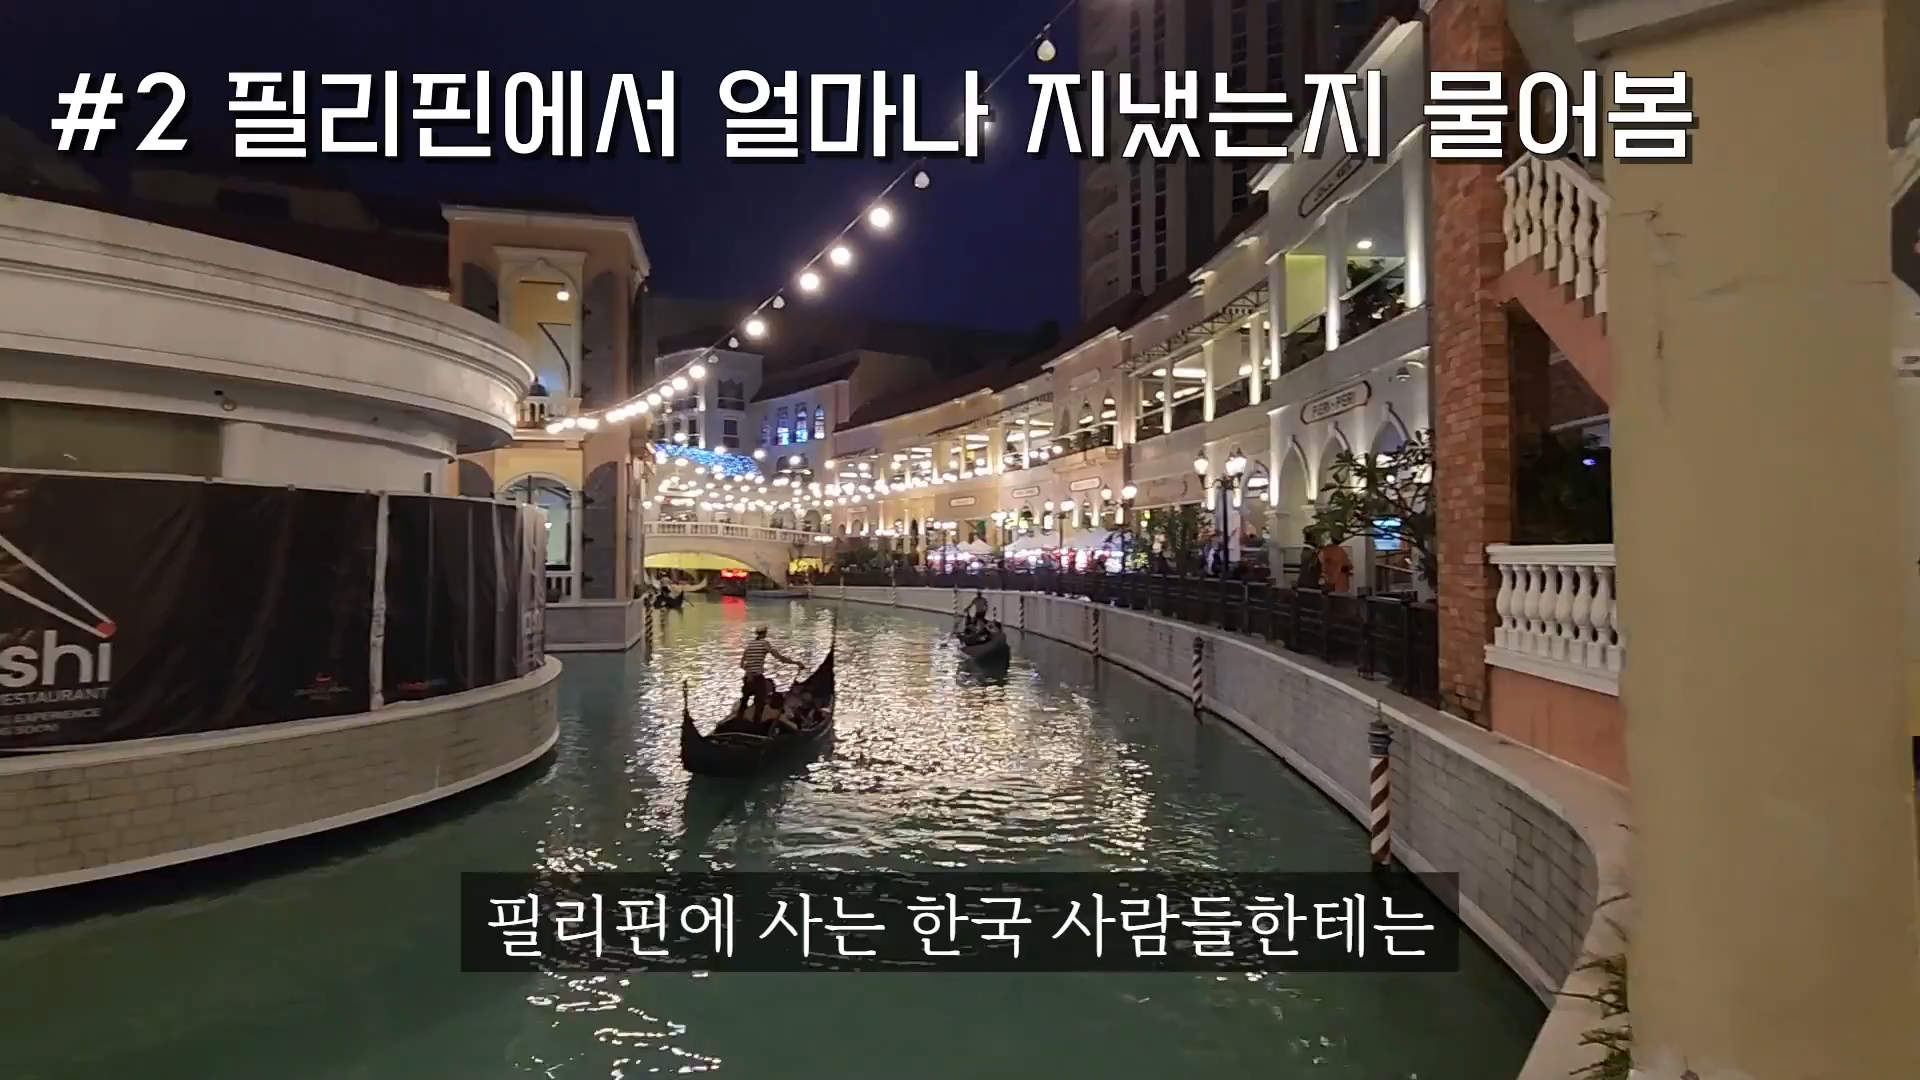 #2 필리핀에서 얼마나 지냈는지 물어봄
PERI-PERI
shi
RESTAURANT
EXPERIENCE
필리핀에 사는 한국 사람들한테는